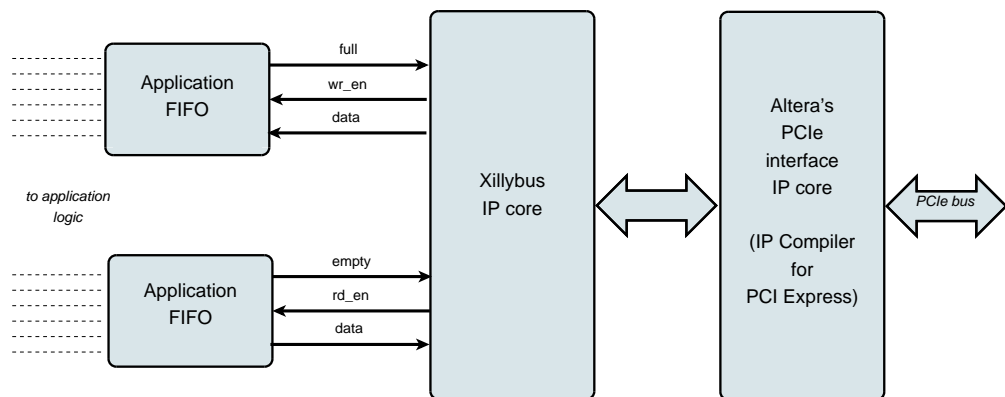 Application
FIFO
full
wr_en
data
to application
logic
Application
FIFO
empty
rd_en
data
Xillybus
IP core
Altera’s
PCIe
interface
IP core
(IP Compiler
for
PCI Express)
PCIe bus